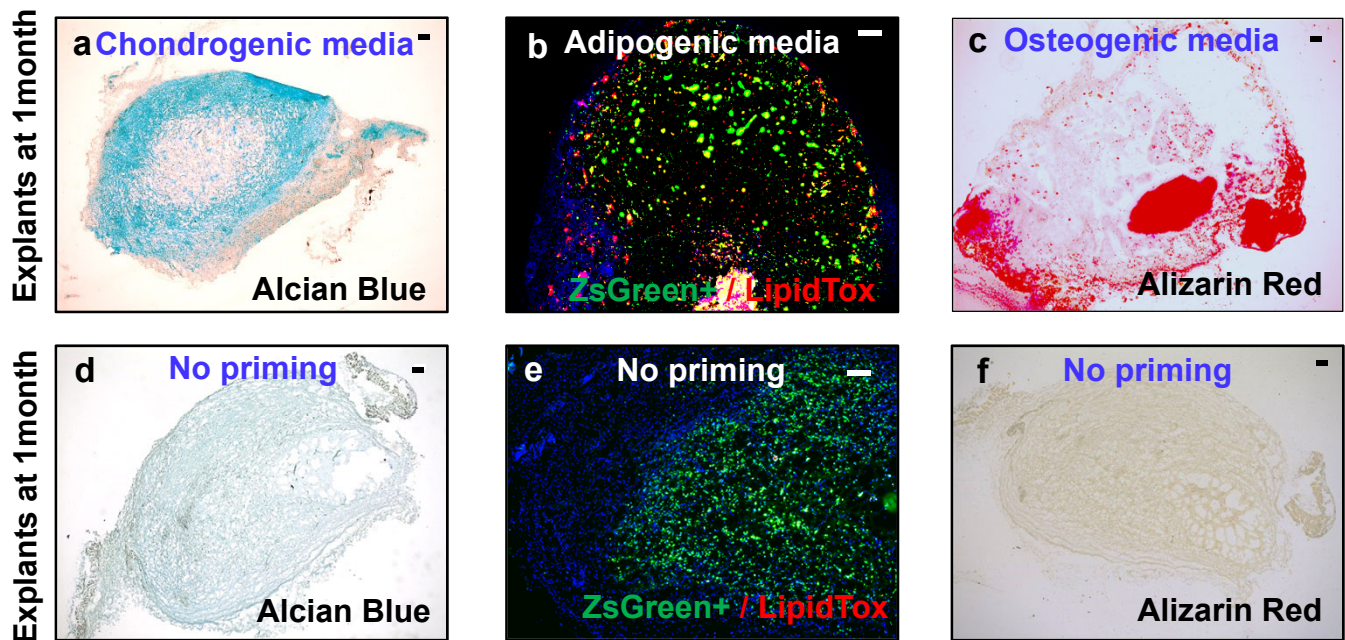 Explants at 1month
a Chondrogenic media
Alcian Blue
b Adipogenic media
ZsGreen+ / LipidTox
c Osteogenic media
Alizarin Red
Explants at 1month
d No priming
Alcian Blue
e No priming
ZsGreen+ / LipidTox
f No priming
Alizarin Red